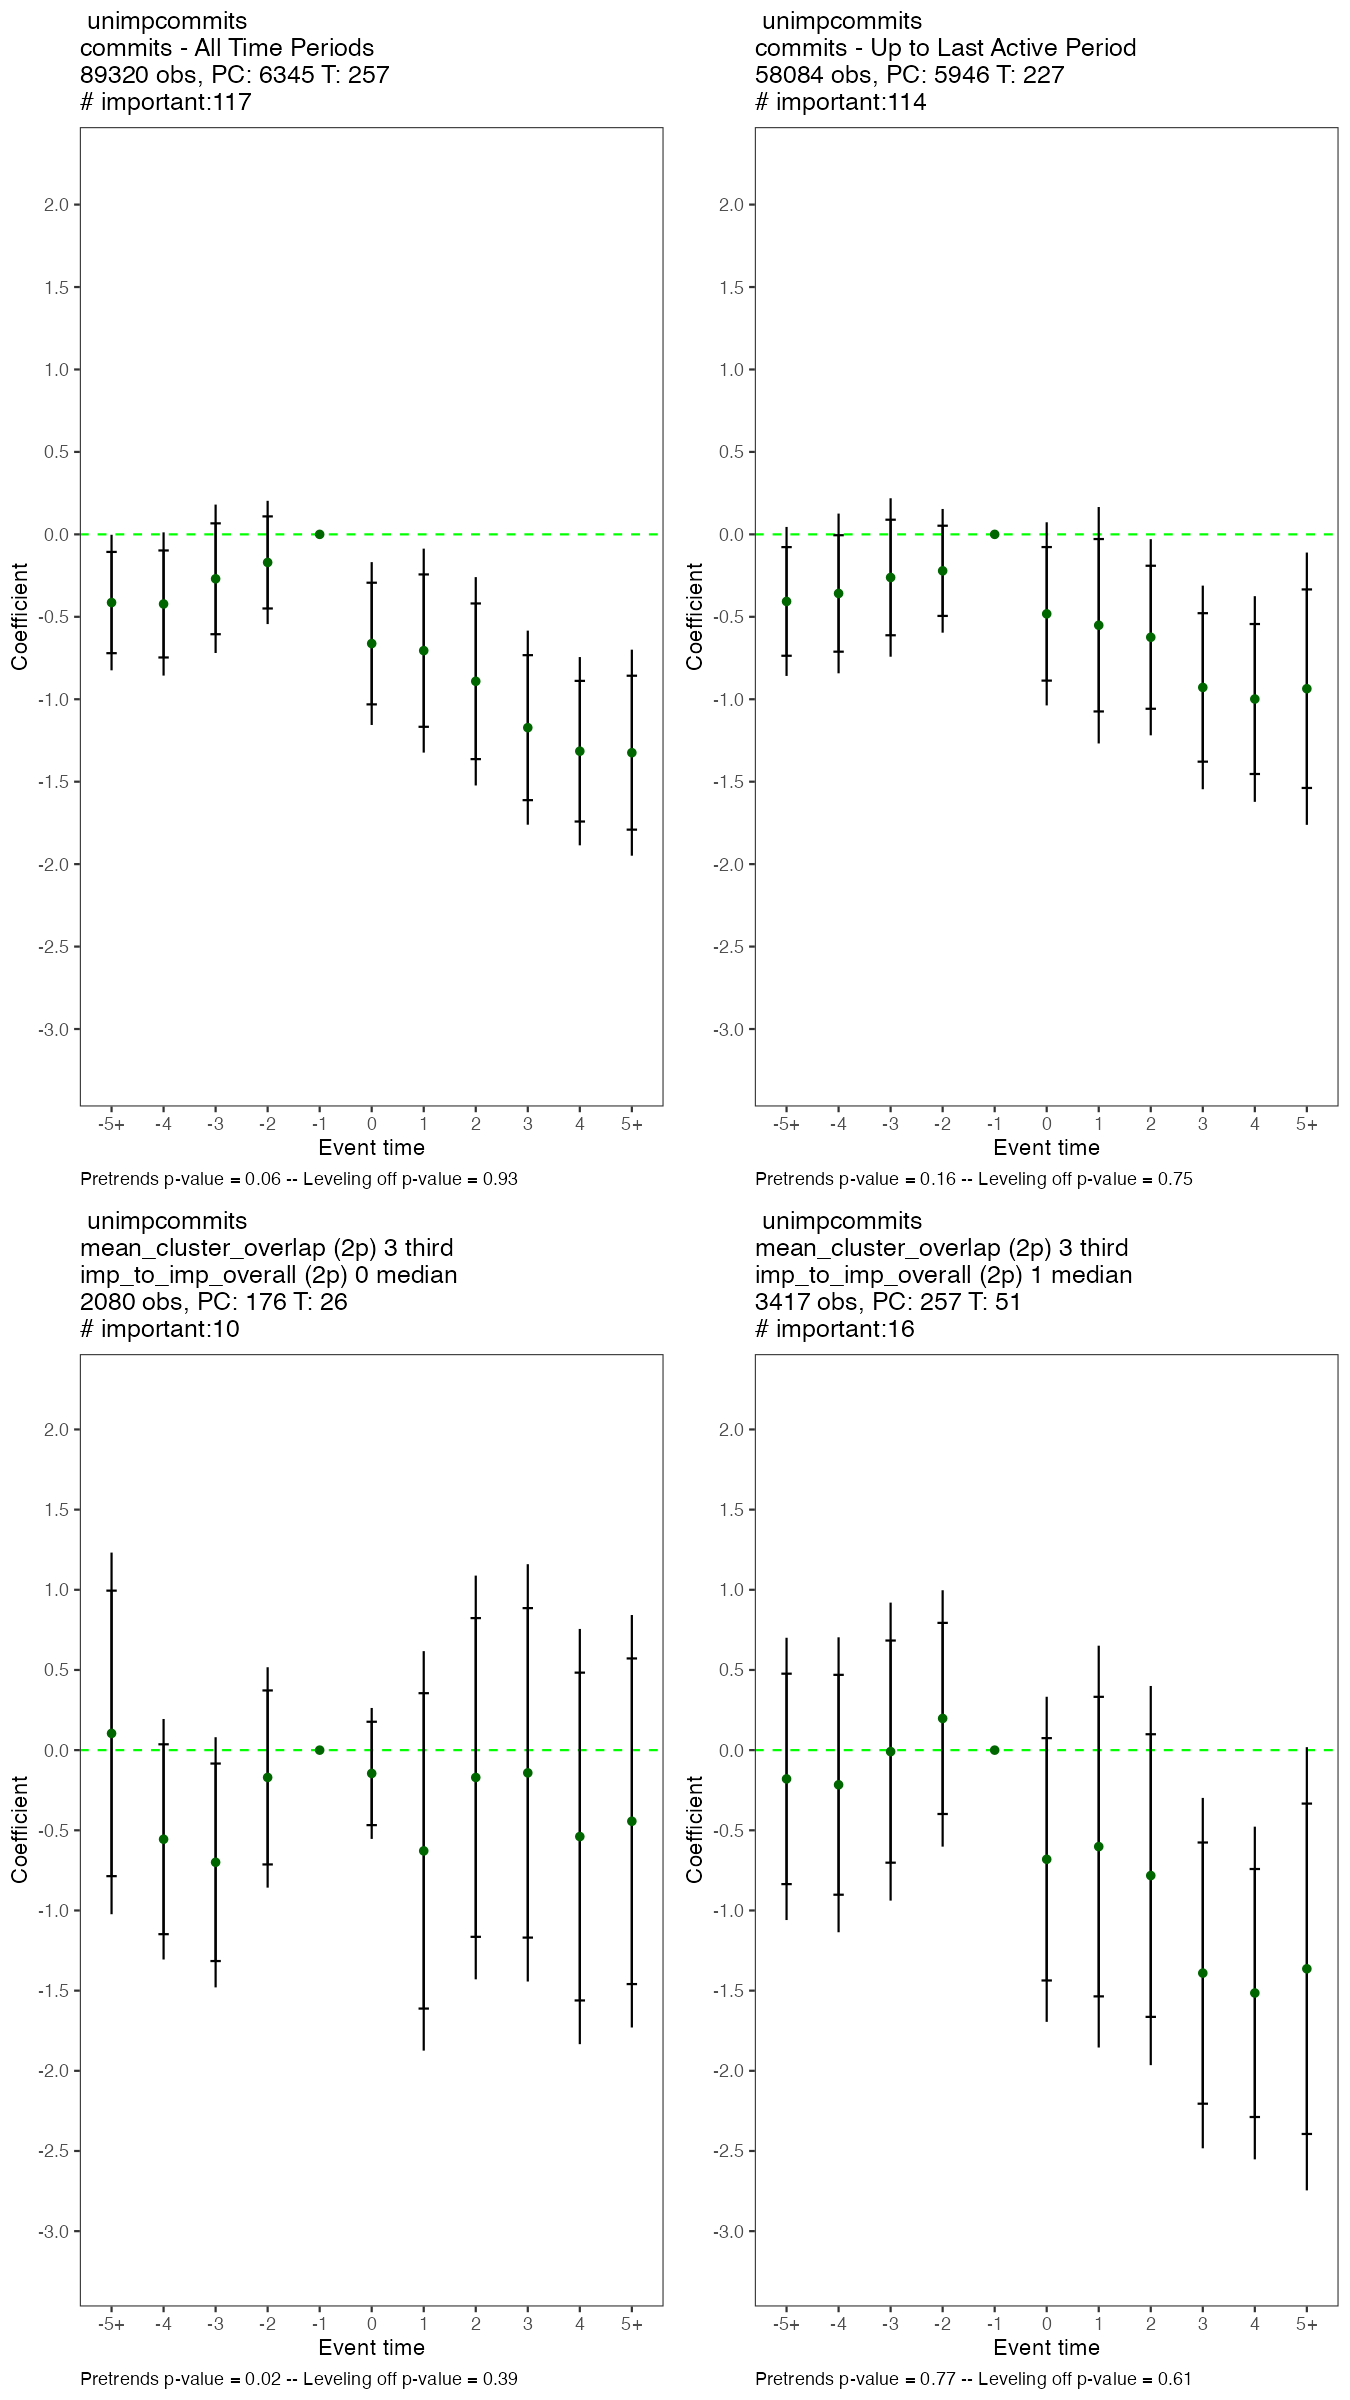 unimpcommits
commits - All Time Periods
89320 obs, PC: 6345 T: 257
# important:117
2.0
1.5
1.0
0.5
0.0
-0.5
-1.0
-1.5
-2.0
-2.5
-3.0
Coefficient
-5+ -4 -3 -2 -1 0 1 2 3 4 5+
Event time
Pretrends p-value = 0.06 -- Leveling off p-value = 0.93
unimpcommits
commits - Up to Last Active Period
58084 obs, PC: 5946 T: 227
# important:114
2.0
1.5
1.0
0.5
0.0
-0.5
-1.0
-1.5
-2.0
-2.5
-3.0
Coefficient
-5+ -4 -3 -2 -1 0 1 2 3 4 5+
Event time
Pretrends p-value = 0.16 -- Leveling off p-value = 0.75
unimpcommits
mean_cluster_overlap (2p) 3 third
imp_to_imp_overall (2p) 0 median
2080 obs, PC: 176 T: 26
# important:10
2.0
1.5
1.0
0.5
0.0
-0.5
-1.0
-1.5
-2.0
-2.5
-3.0
Coefficient
-5+ -4 -3 -2 -1 0 1 2 3 4 5+
Event time
Pretrends p-value = 0.02 -- Leveling off p-value = 0.39
unimpcommits
mean_cluster_overlap (2p) 3 third
imp_to_imp_overall (2p) 1 median
3417 obs, PC: 257 T: 51
# important:16
2.0
1.5
1.0
0.5
0.0
-0.5
-1.0
-1.5
-2.0
-2.5
-3.0
Coefficient
-5+ -4 -3 -2 -1 0 1 2 3 4 5+
Event time
Pretrends p-value = 0.77 -- Leveling off p-value = 0.61